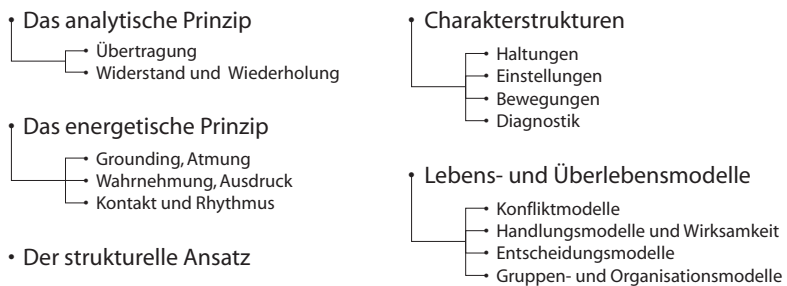 • Das analytische Prinzip
• Übertragung
• Widerstand und Wiederholung
• Das energetische Prinzip
• Grounding, Atmung
• Wahrnehmung, Ausdruck
• Kontakt und Rhythmus
• Der strukturelle Ansatz
• Charakterstrukturen
• Haltungen
• Einstellungen
• Bewegungen
• Diagnostik
• Lebens- und Überlebensmodelle
• Konfliktmodelle
• Handlungsmodelle und Wirksamkeit
• Entscheidungsmodelle
• Gruppen- und Organisationsmodelle